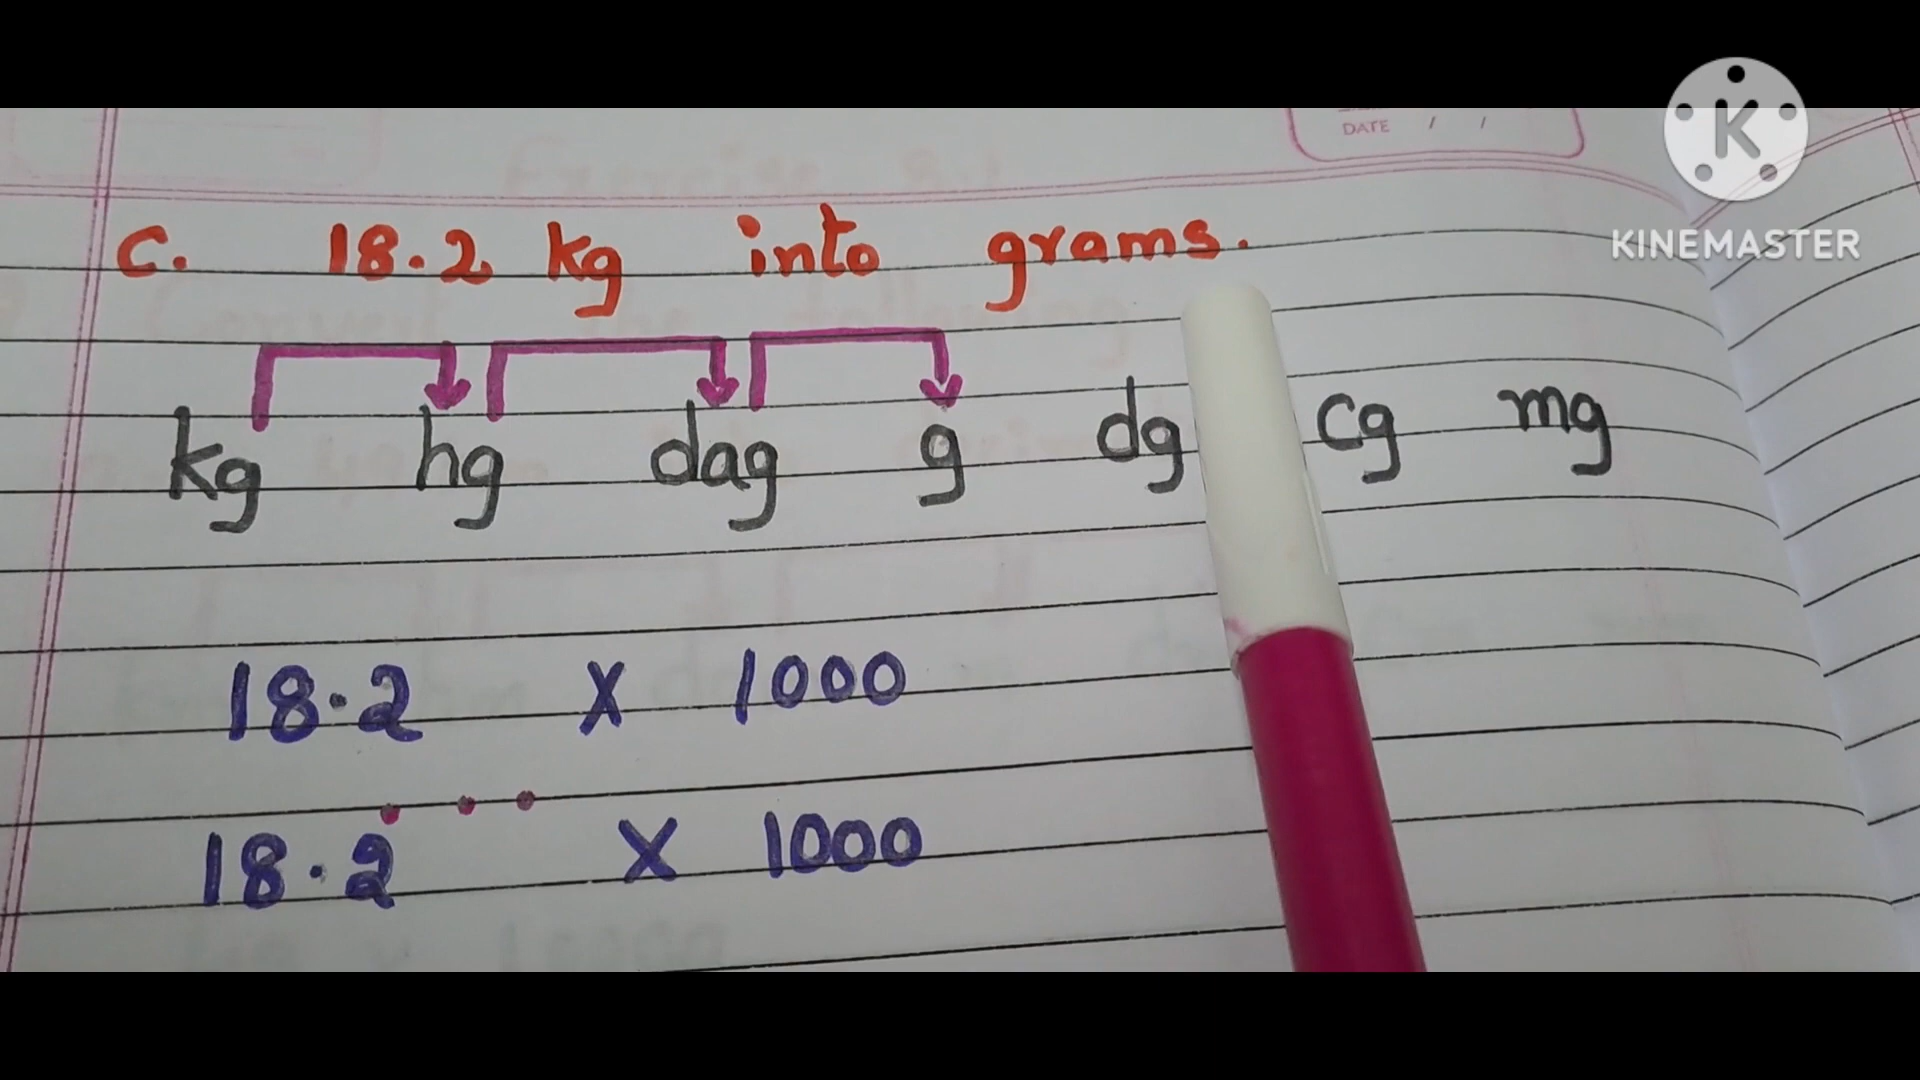 DATE / /
K
KINEMASTER
C. 18.2 kg into grams.
kg hg dag g dg cg mg
18.2 x 1000
18.2 x 1000